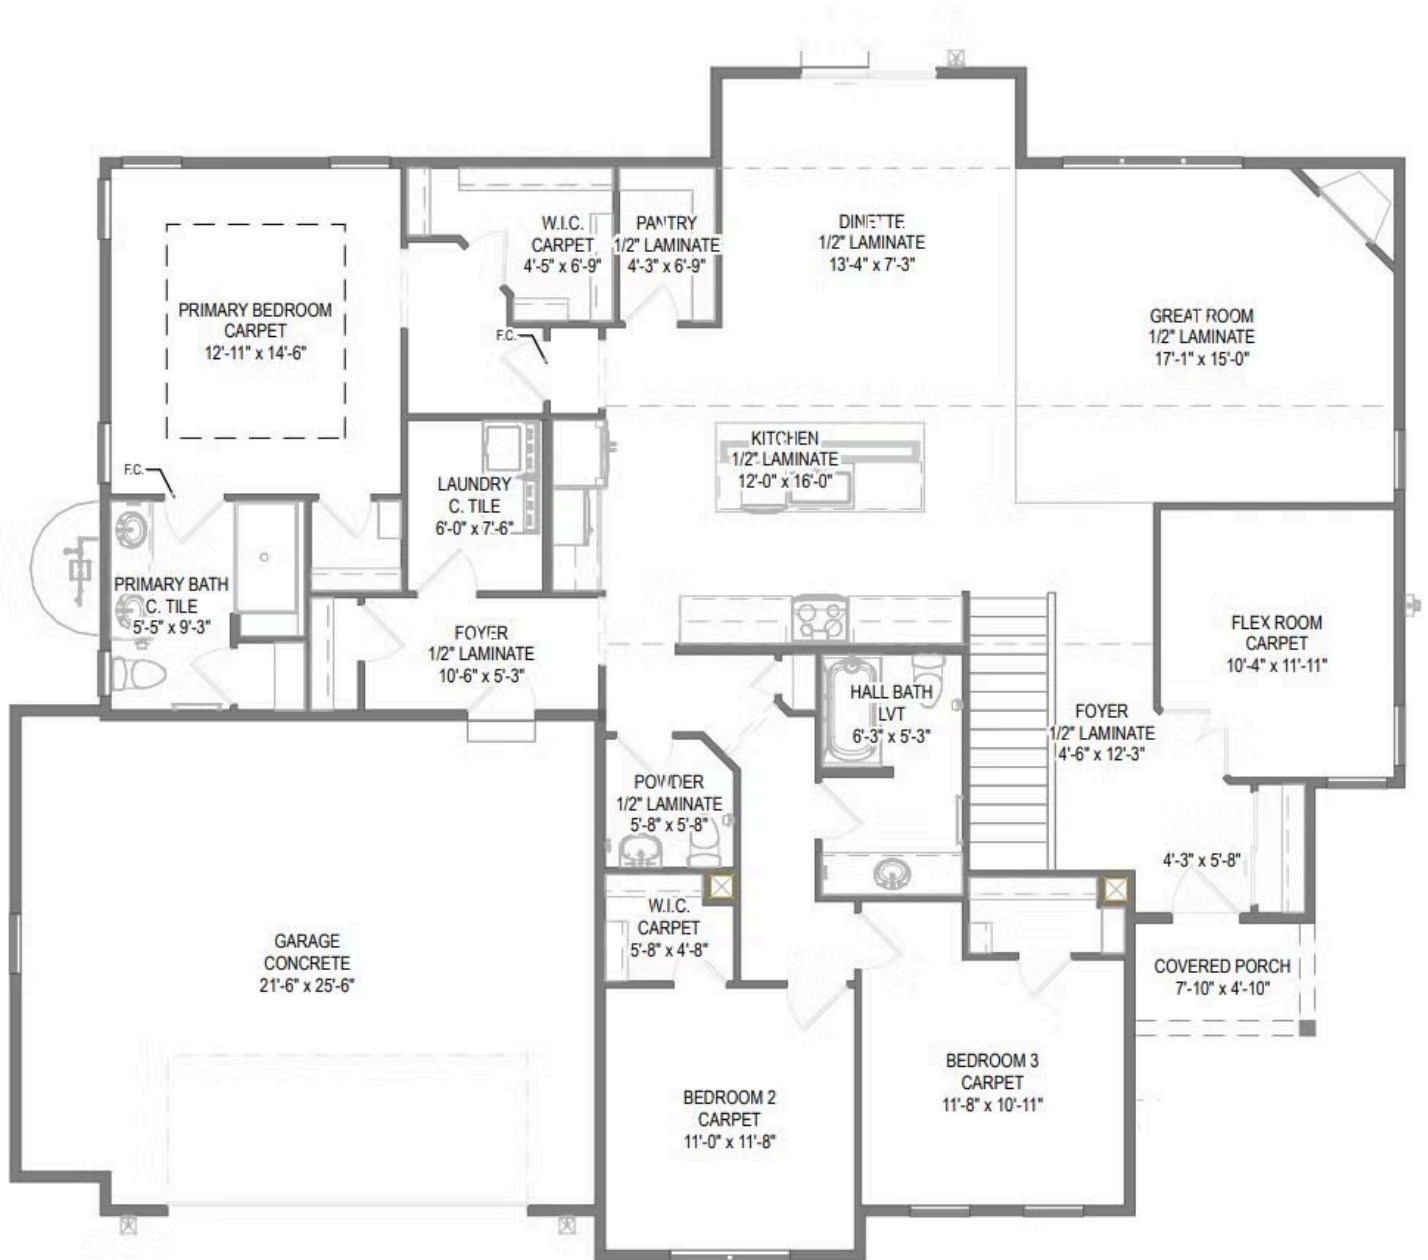 W.I.C.
CARPET
4'-5" x 6'-9"
PANTRY
1/2" LAMINATE
4'-3" x 6'-9"
DINETTE
1/2" LAMINATE
13'-4" x 7'-3"
PRIMARY BEDROOM
CARPET
12'-11" x 14'-6"
GREAT ROOM
1/2" LAMINATE
17'-1" x 15'-0"
F.C.
KITCHEN
1/2" LAMINATE
12'-0" x 16'-0"
F.C.
LAUNDRY
C. TILE
6'-0" x 7'-6"
PRIMARY BATH
C. TILE
5'-5" x 9'-3"
FOYER
1/2" LAMINATE
10'-6" x 5'-3"
FLEX ROOM
CARPET
10'-4" x 11'-11"
HALL BATH
LVT
6'-3" x 5'-3"
FOYER
1/2" LAMINATE
4'-6" x 12'-3"
POWDER
1/2" LAMINATE
5'-8" x 5'-8"
4'-3" x 5'-8"
W.I.C.
CARPET
5'-8" x 4'-8"
GARAGE
CONCRETE
21'-6" x 25'-6"
COVERED PORCH
7'-10" x 4'-10"
BEDROOM 3
CARPET
11'-8" x 10'-11"
BEDROOM 2
CARPET
11'-0" x 11'-8"